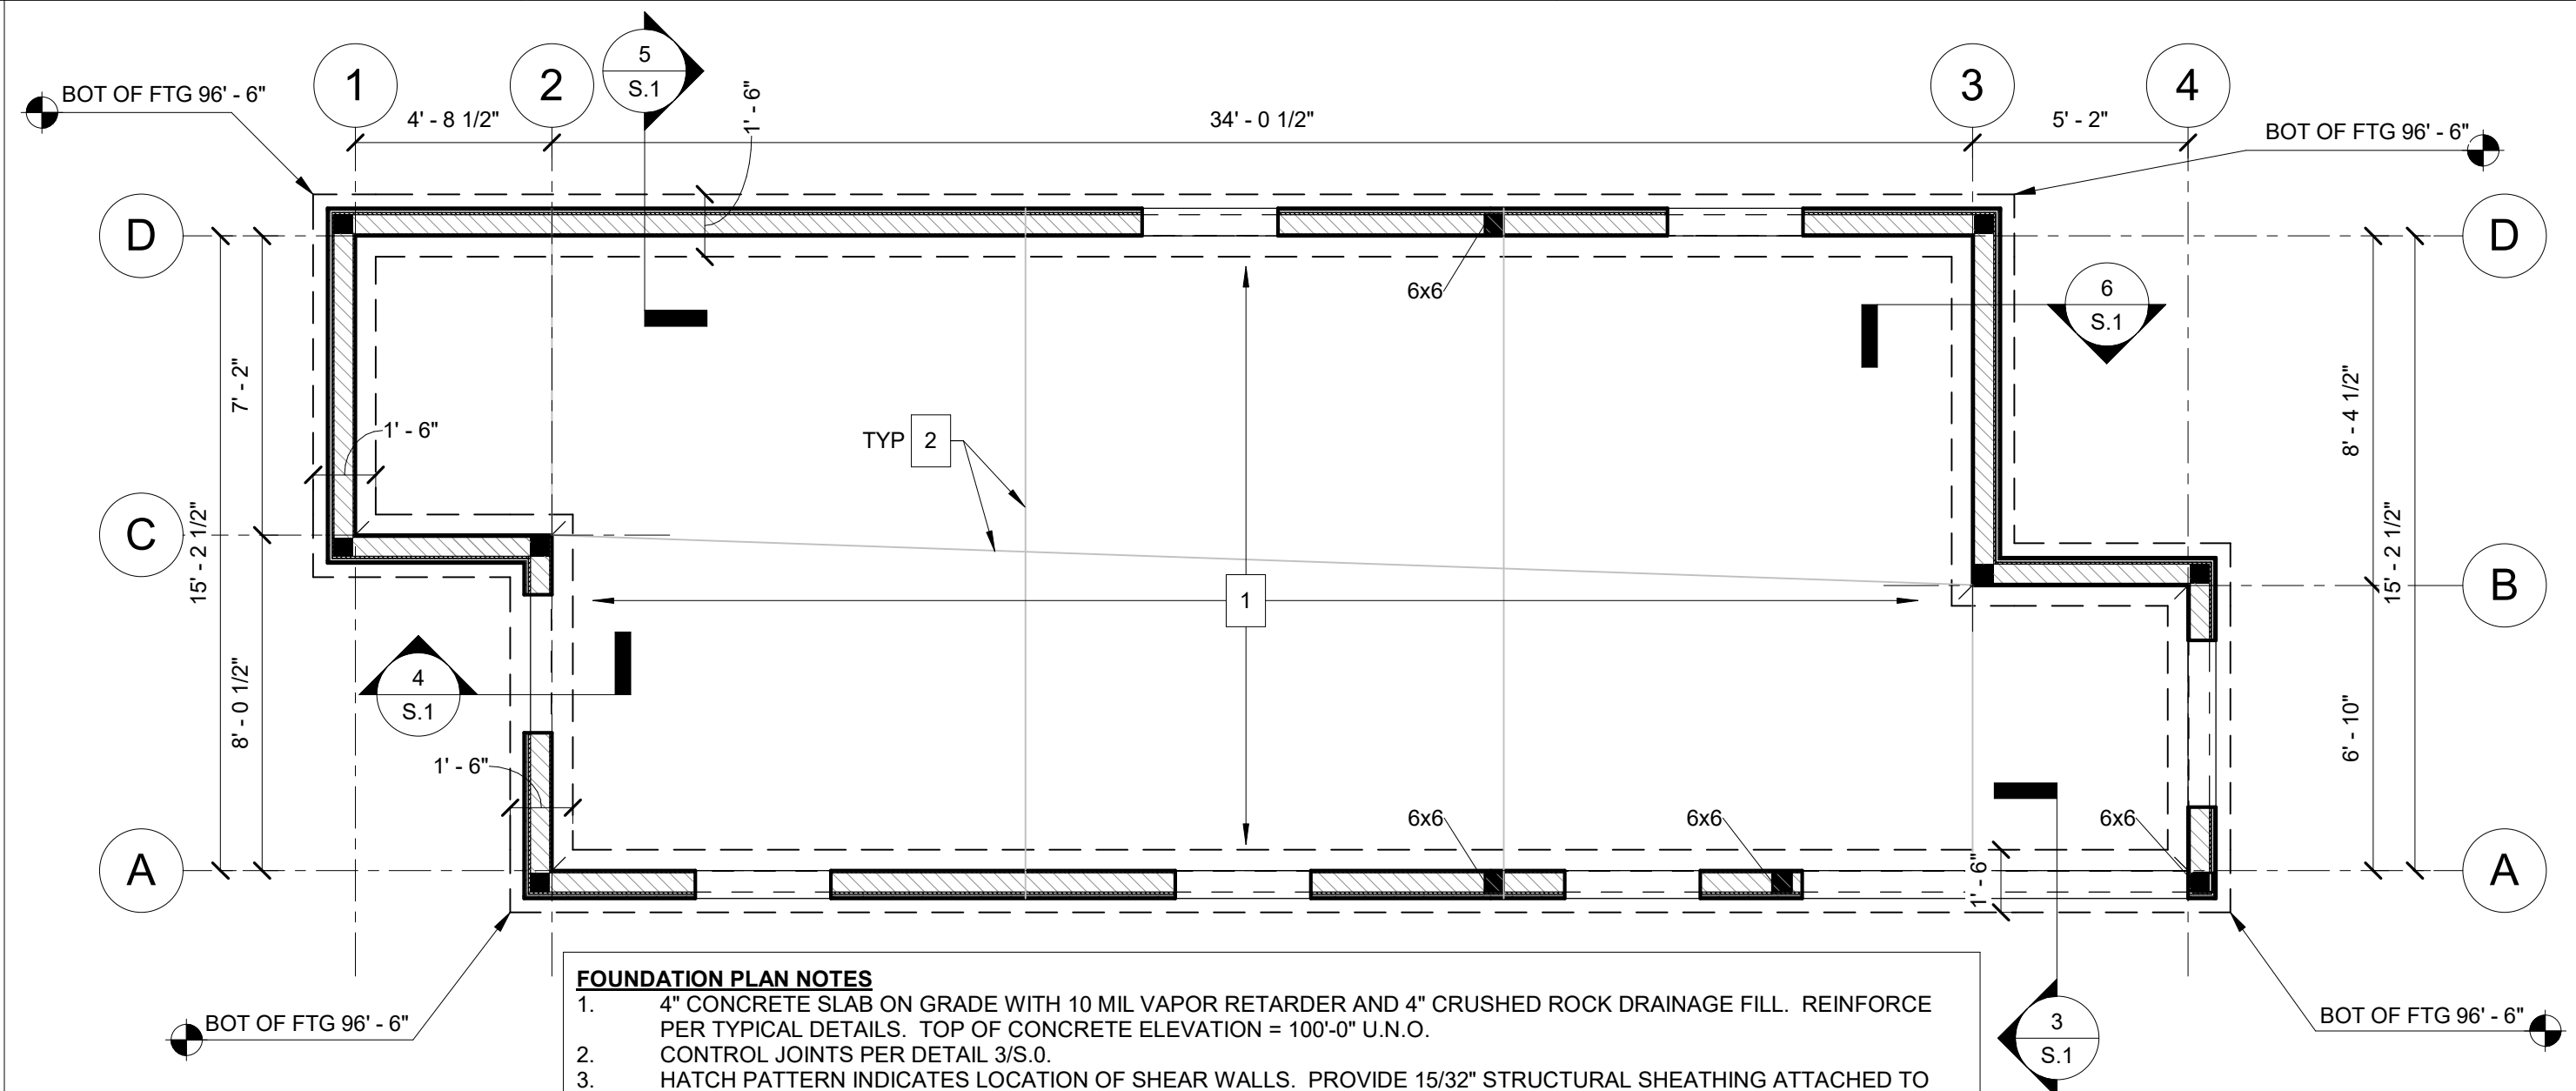 5
S.1
1
2
3
4
BOT OF FTG 96' - 6"
4' - 8 1/2"
1' - 6"
34' - 0 1/2"
5' - 2"
BOT OF FTG 96' - 6"
D
D
6x6
6
S.1
7' - 2"
8' - 4 1/2"
1' - 6"
TYP 2
C
15' - 2 1/2"
15' - 2 1/2"
B
1
4
S.1
8' - 0 1/2"
6' - 10"
1' - 6"
6x6
6x6
6x6
A
1' - 6"
A
FOUNDATION PLAN NOTES
1. 4" CONCRETE SLAB ON GRADE WITH 10 MIL VAPOR RETARDER AND 4" CRUSHED ROCK DRAINAGE FILL. REINFORCE
PER TYPICAL DETAILS. TOP OF CONCRETE ELEVATION = 100'-0" U.N.O.
2. CONTROL JOINTS PER DETAIL 3/S.0.
3. HATCH PATTERN INDICATES LOCATION OF SHEAR WALLS. PROVIDE 15/32" STRUCTURAL SHEATHING ATTACHED TO
BOT OF FTG 96' - 6"
BOT OF FTG 96' - 6"
3
S.1